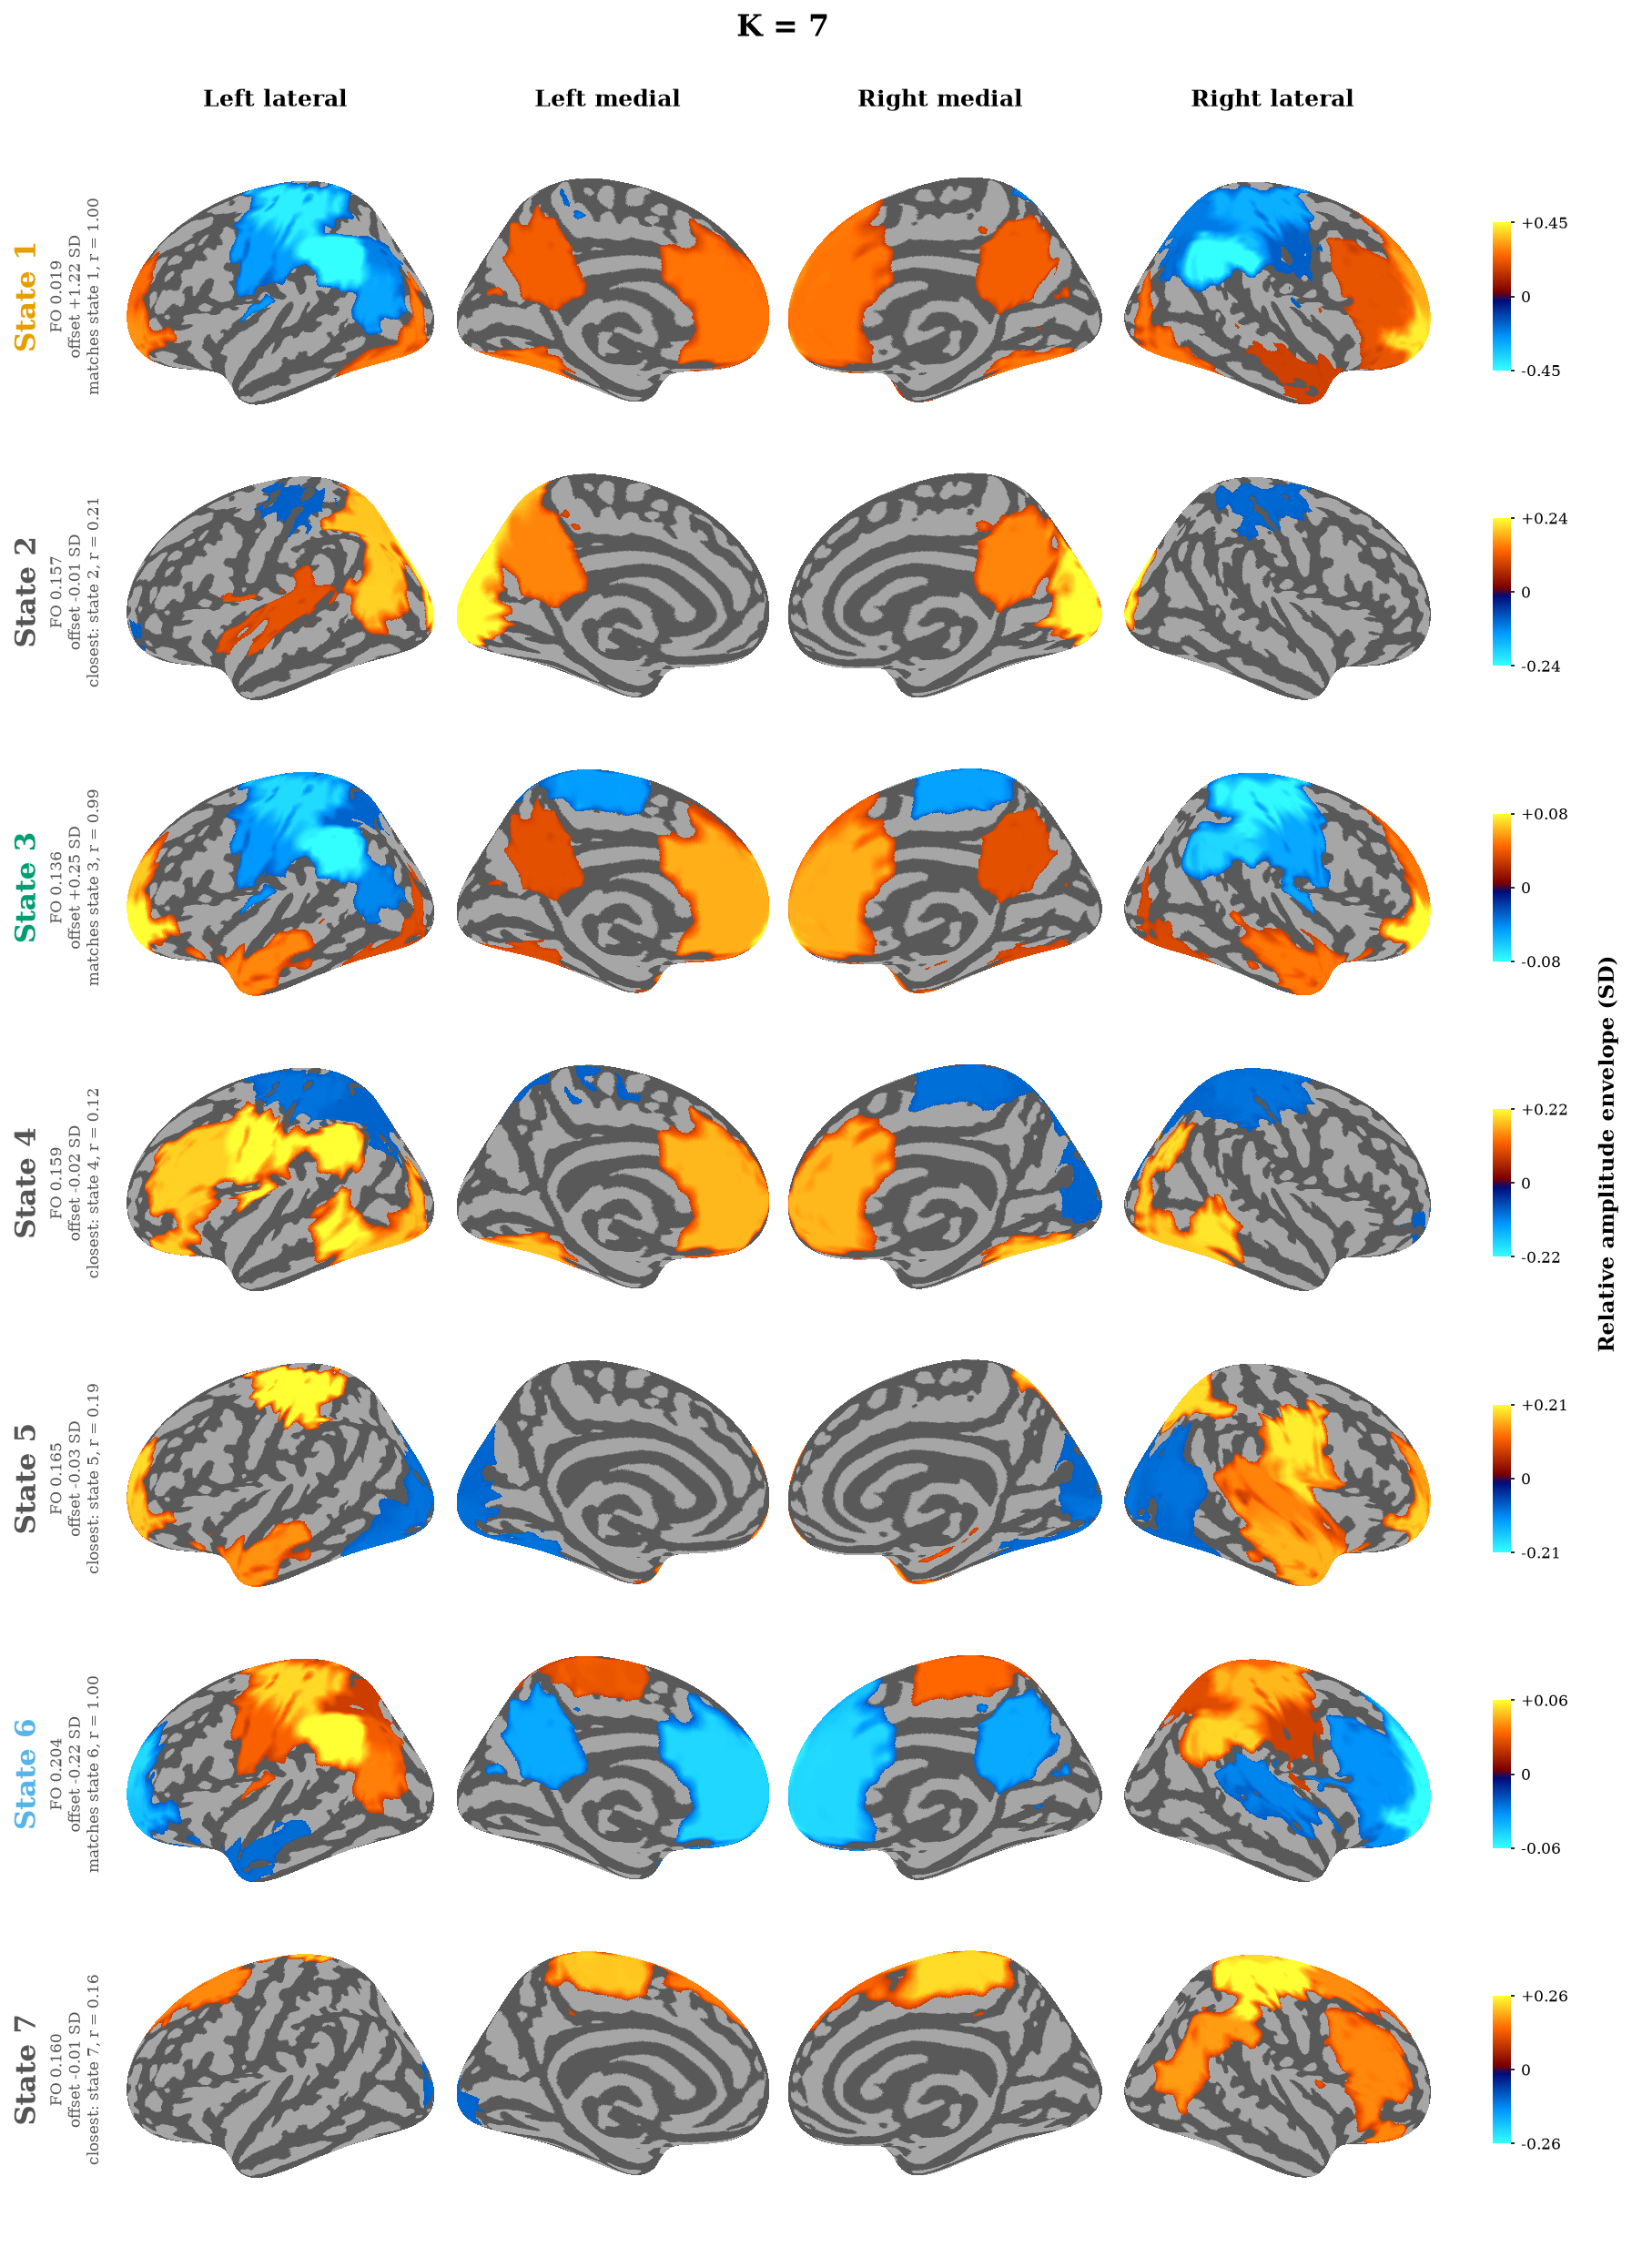 K = 7
Left lateral
Left medial
Right medial
Right lateral
State 1
FO 0.019
offset +1.22 SD
matches state 1, r = 1.00
+0.45
0
-0.45
State 2
FO 0.157
offset -0.01 SD
closest: state 2, r = 0.21
+0.24
0
-0.24
State 3
FO 0.136
offset +0.25 SD
matches state 3, r = 0.99
+0.08
0
-0.08
State 4
FO 0.159
offset -0.02 SD
closest: state 4, r = 0.12
+0.22
0
-0.22
Relative amplitude envelope (SD)
State 5
FO 0.165
offset -0.03 SD
closest: state 5, r = 0.19
+0.21
0
-0.21
State 6
FO 0.204
offset -0.22 SD
matches state 6, r = 1.00
+0.06
0
-0.06
State 7
FO 0.160
offset -0.01 SD
closest: state 7, r = 0.16
+0.26
0
-0.26